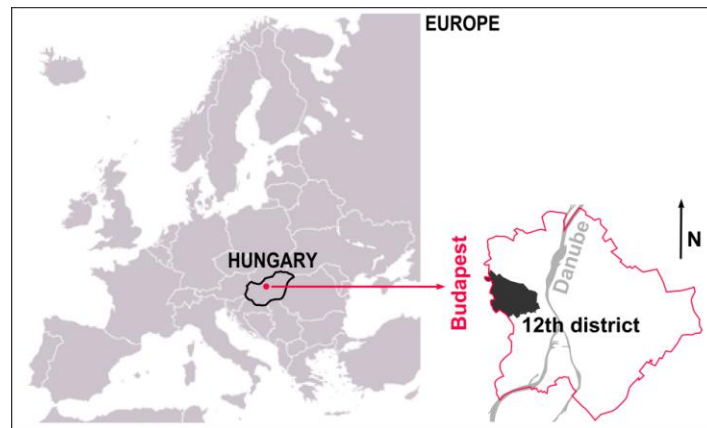 EUROPE
HUNGARY
Budapest
Danube
N
12th district